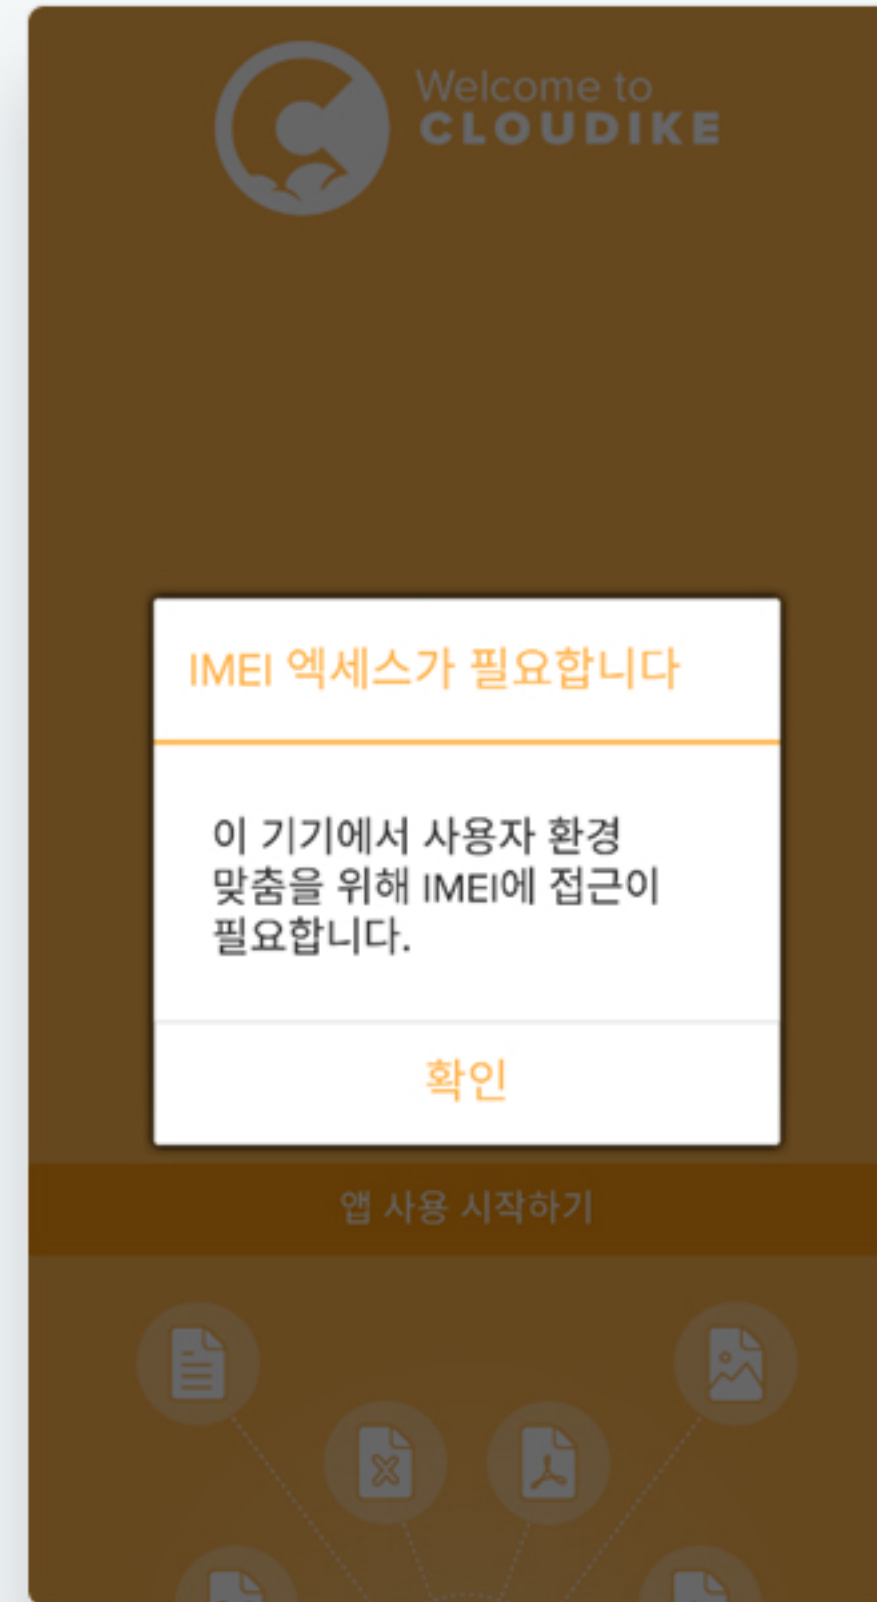 Welcome to
CLOUDIKE
IMEI 엑세스가 필요합니다
이 기기에서 사용자 환경
맞춤을 위해 IMEI에 접근이
필요합니다.
확인
앱 사용 시작하기